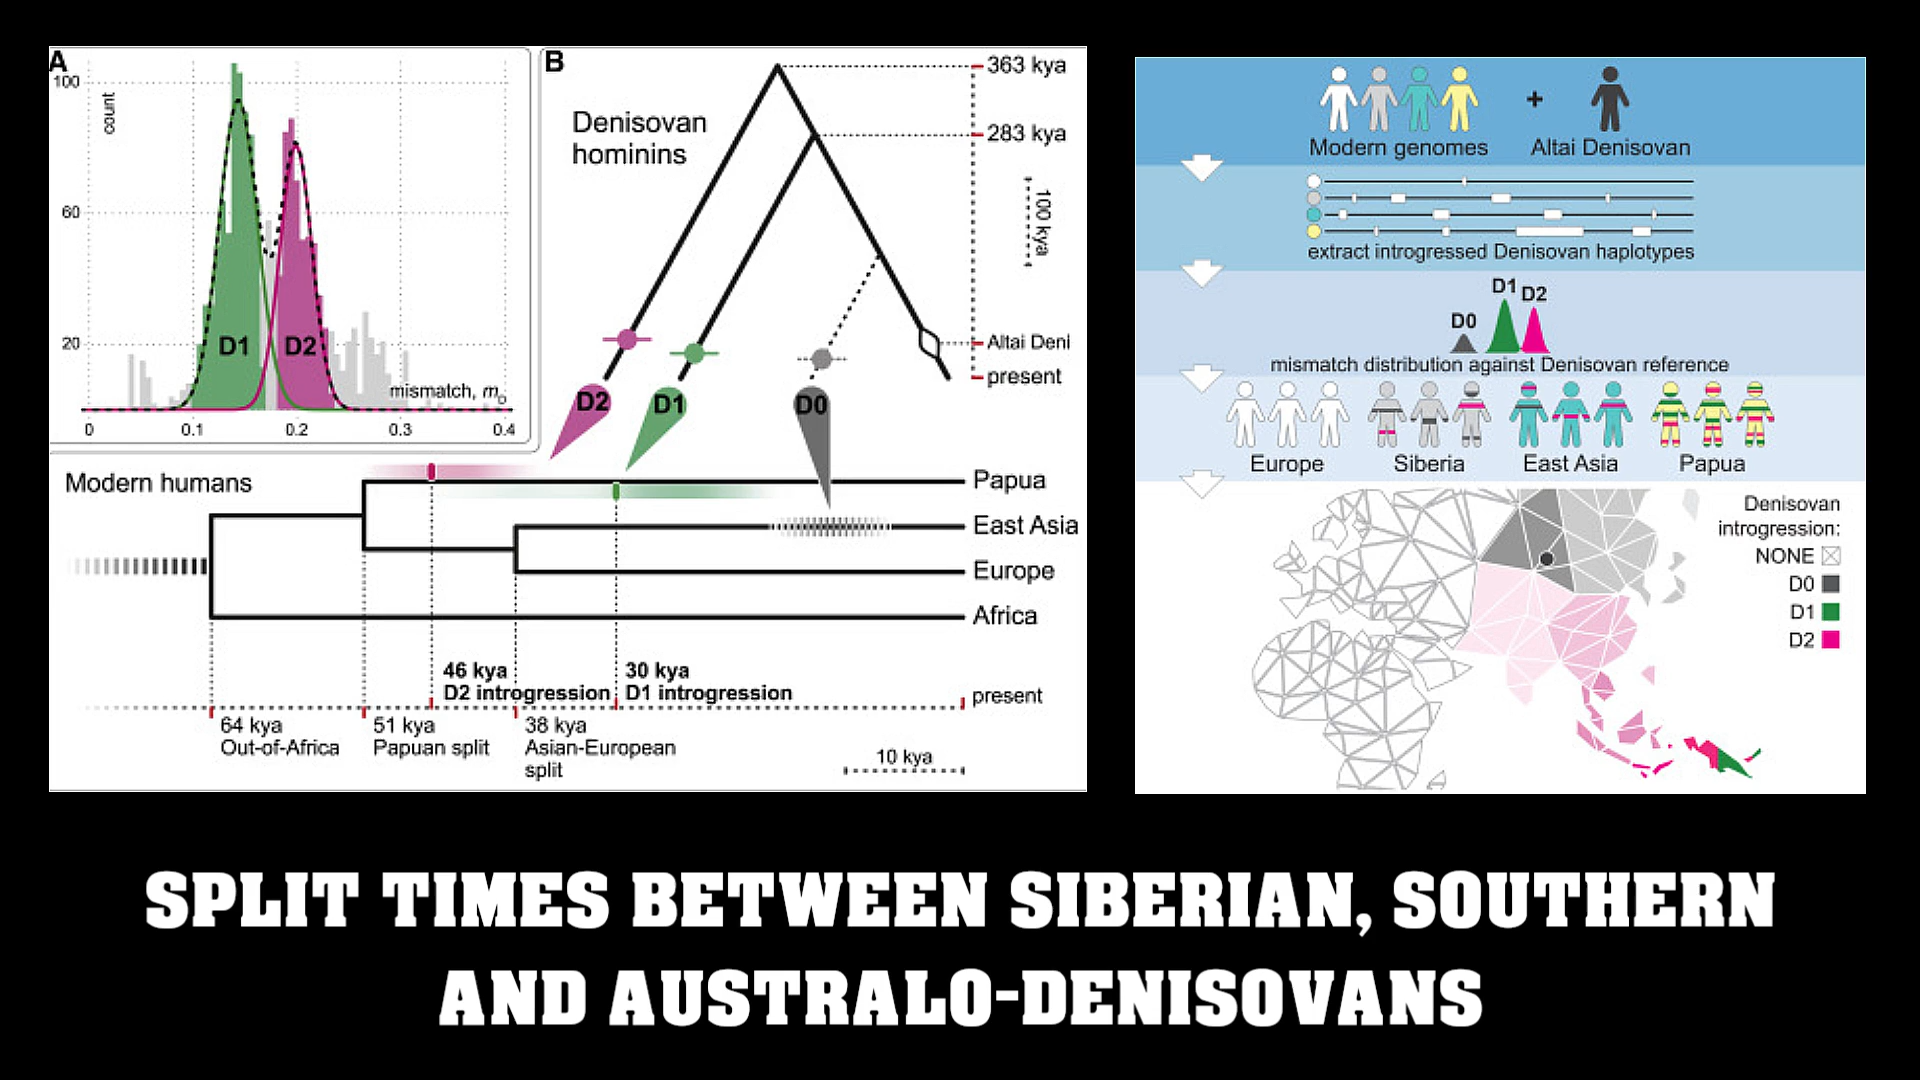 A
count
100
60
20
D1
D2
mismatch, mD
0
0.1
0.2
0.3
0.4
B
Denisovan
hominins
363 kya
283 kya
100 kya
Altai Deni
present
D2
D1
D0
Modern humans
Papua
East Asia
Europe
Africa
46 kya
D2 introgression
30 kya
D1 introgression
present
64 kya
Out-of-Africa
51 kya
Papuan split
38 kya
Asian-European
split
10 kya
+
Modern genomes
Altai Denisovan
extract introgressed Denisovan haplotypes
D0
D1
D2
mismatch distribution against Denisovan reference
Europe
Siberia
East Asia
Papua
Denisovan
introgression:
NONE
D0
D1
D2
SPLIT TIMES BETWEEN SIBERIAN, SOUTHERN
AND AUSTRALO-DENISOVANS